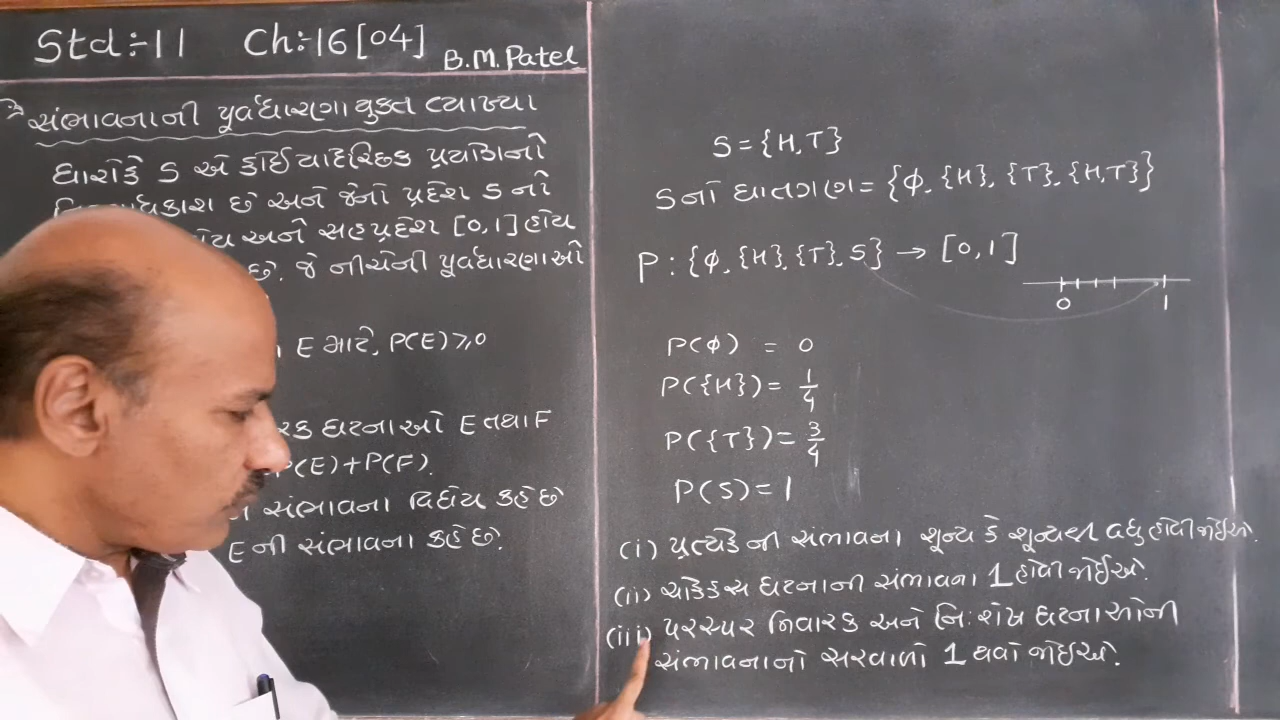 Std:-11 Ch:-16[04] B.M.Patel
સંભાવનાની પૂર્વધારણાયુક્ત વ્યાખ્યા
ધારોકે S એ કોઈ યાદૃચ્છિક પ્રયોગનો
છે અને જેનો પ્રદેશ S નો
અને સહપ્રદેશ [0,1] હોય
છે. જે નીચેની પૂર્વધારણાઓ
E માટે, P(E)≥0
ઘટનાઓ E તથા F
P(E)+P(F).
સંભાવના વિધેય કહે છે
E ની સંભાવના કહે છે.
S={H,T}
S નો ઘાતગણ={ϕ,{H},{T},{H,T}}
P:{ϕ,{H},{T},S}→[0,1]
0 1
P(ϕ) = 0
P({H})= 1/4
P({T})= 3/4
P(S)=1
(i) પ્રત્યેકની સંભાવના શૂન્ય કે શૂન્યથી વધુ હોવી જોઈએ.
(ii) ચોક્કસ ઘટનાની સંભાવના 1 હોવી જોઈએ.
(iii) પરસ્પર નિવારક અને નિ:શેષ ઘટનાઓની
સંભાવનાનો સરવાળો 1 થવો જોઈએ.